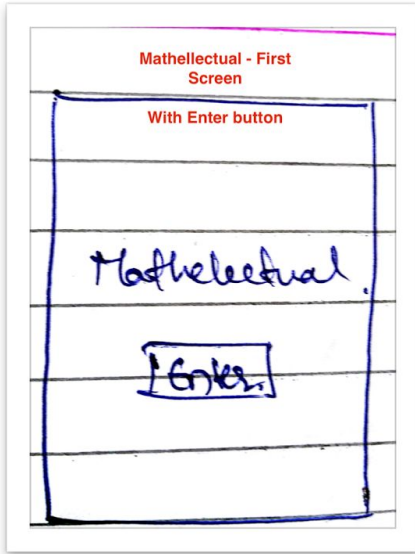 Mathellectual - First
Screen
With Enter button
Mathelectual.
Enter.